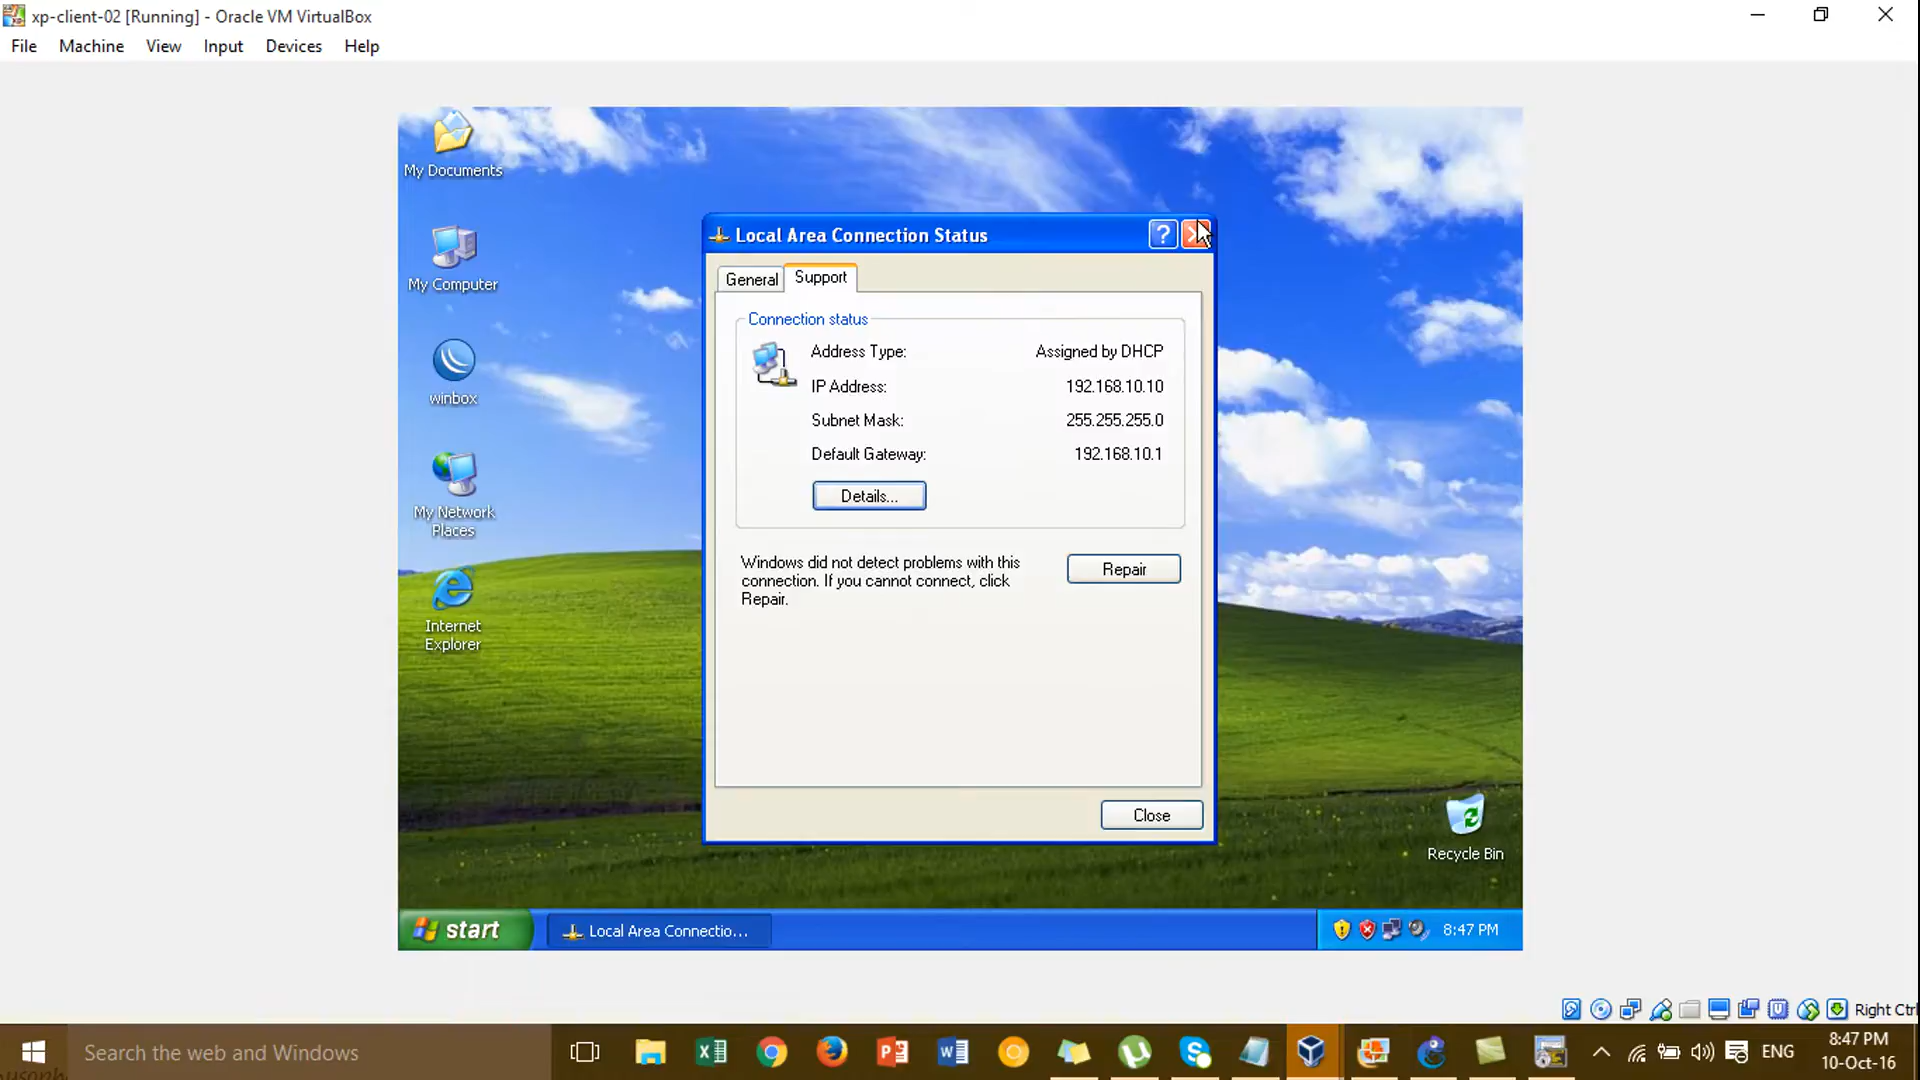 xp-client-02 [Running] - Oracle VM VirtualBox
File Machine View Input Devices Help
My Documents
My Computer
winbox
My Network
Places
Internet
Explorer
Local Area Connection Status
General Support
Connection status
Address Type: Assigned by DHCP
IP Address: 192.168.10.10
Subnet Mask: 255.255.255.0
Default Gateway: 192.168.10.1
Details...
Windows did not detect problems with this
connection. If you cannot connect, click
Repair.
Repair
Close
Recycle Bin
start
Local Area Connectio...
8:47 PM
Right Ctrl
Search the web and Windows
ENG
8:47 PM
10-Oct-16